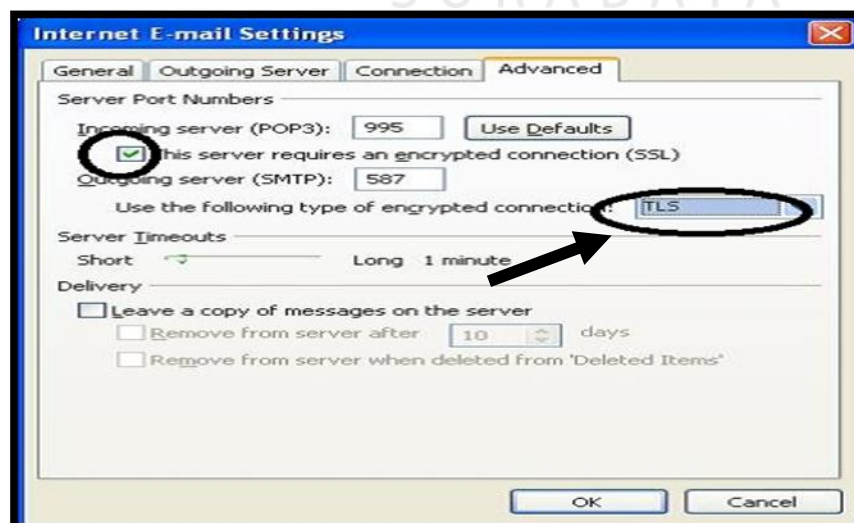 SURABAYA
Internet E-mail Settings
General Outgoing Server Connection Advanced
Server Port Numbers
Incoming server (POP3): 995 Use Defaults
This server requires an encrypted connection (SSL)
Outgoing server (SMTP): 587
Use the following type of encrypted connection: TLS
Server Timeouts
Short Long 1 minute
Delivery
Leave a copy of messages on the server
Remove from server after 10 days
Remove from server when deleted from 'Deleted Items'
OK Cancel